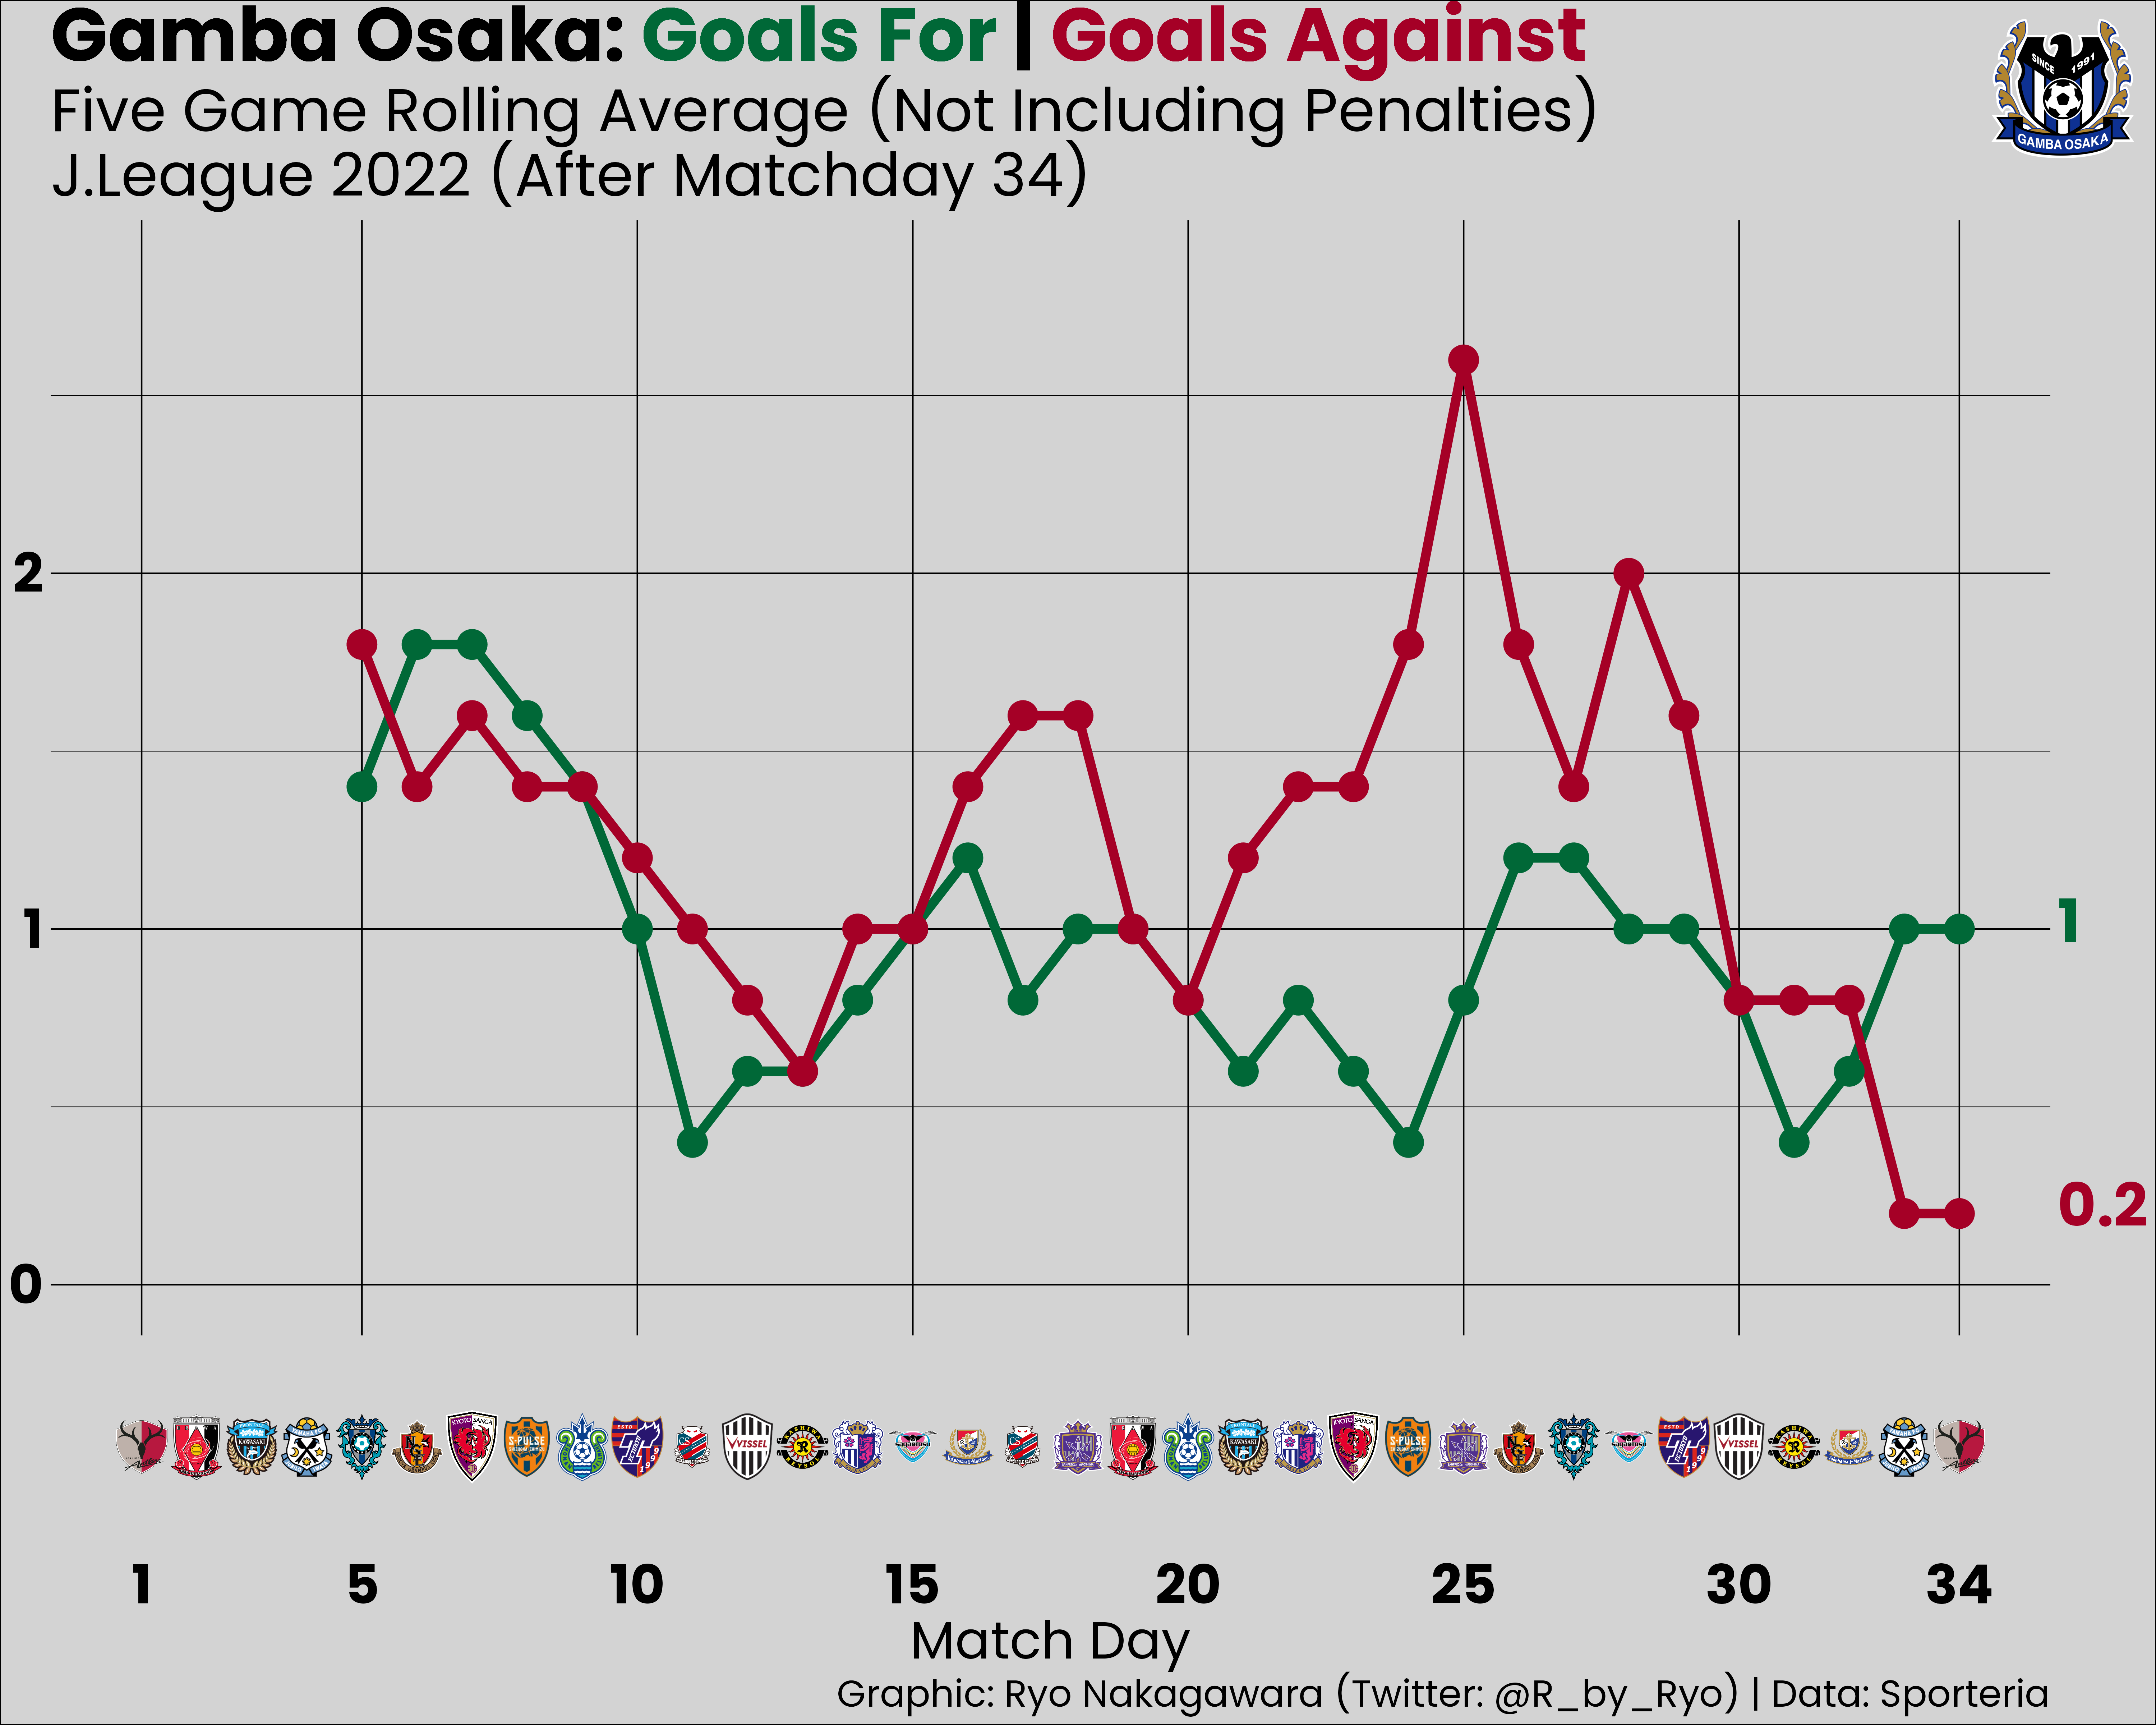 Gamba Osaka: Goals For | Goals Against
Five Game Rolling Average (Not Including Penalties)
J.League 2022 (After Matchday 34)
SINCE 1991
GAMBA OSAKA
2
1
0
1
0.2
1 5 10 15 20 25 30 34
Match Day
Graphic: Ryo Nakagawara (Twitter: @R_by_Ryo) | Data: Sporteria